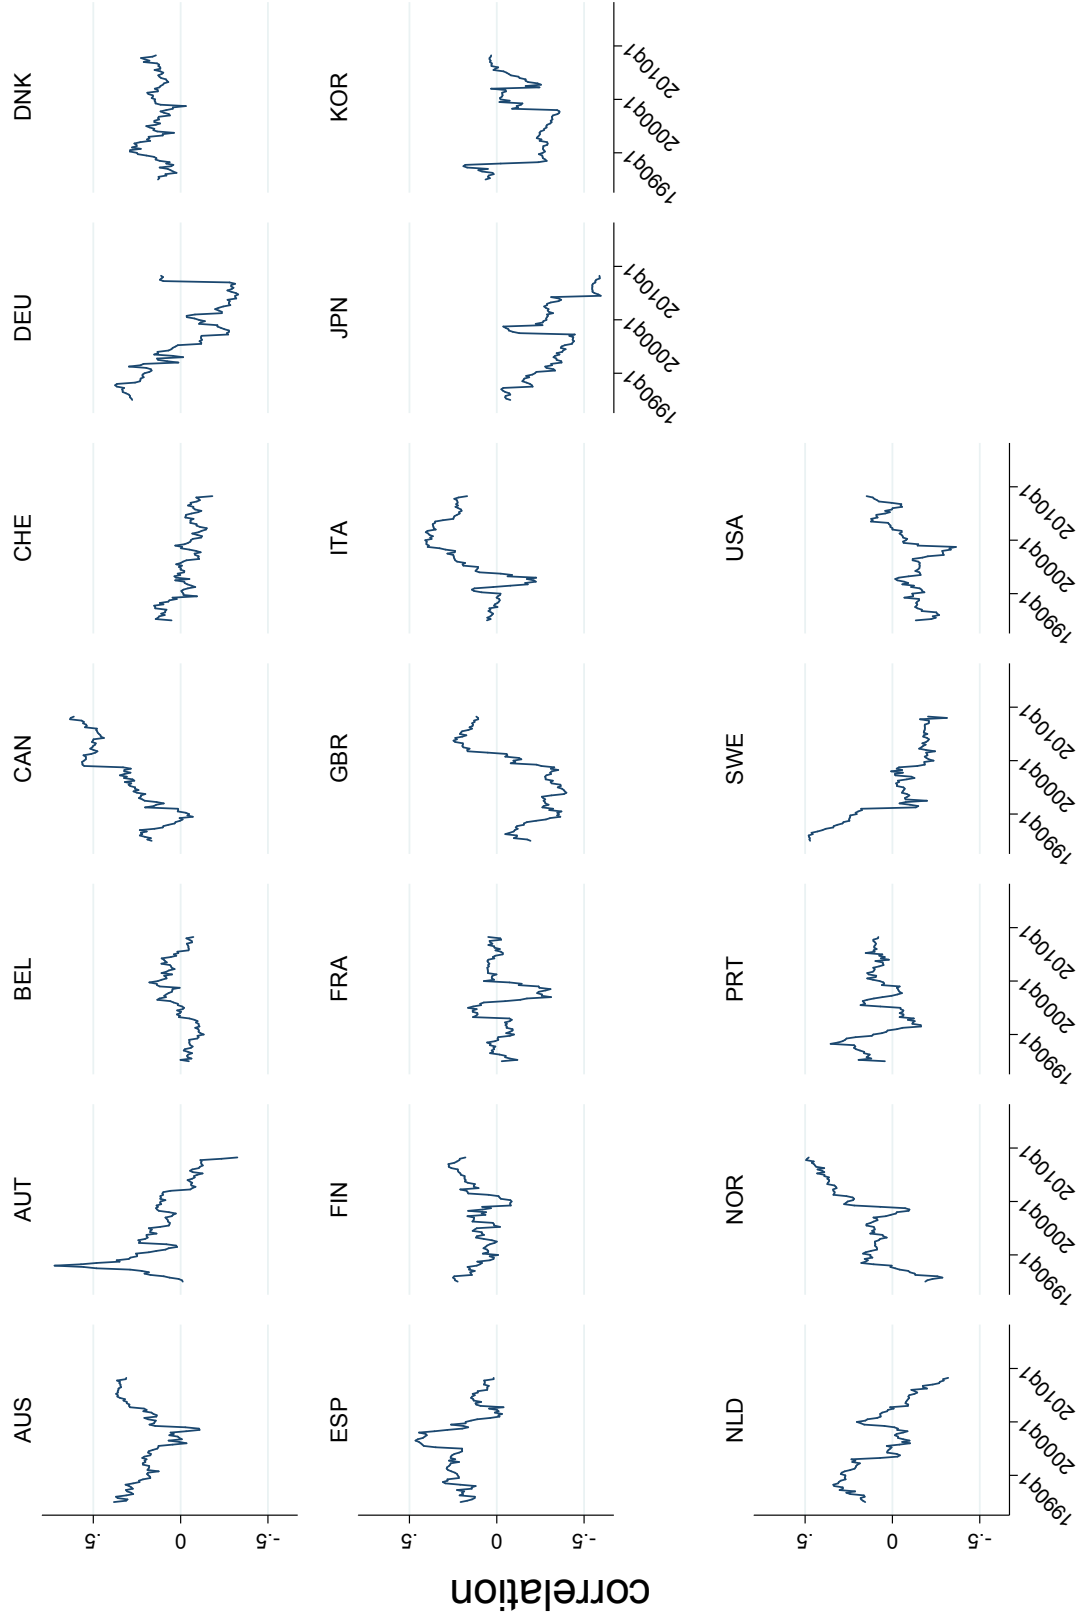 AUS
AUT
BEL
CAN
CHE
DEU
DNK
.5
0
-.5
ESP
FIN
FRA
GBR
ITA
JPN
KOR
.5
0
-.5
1990q1
2000q1
2010q1
1990q1
2000q1
2010q1
NLD
NOR
PRT
SWE
USA
.5
0
-.5
1990q1
2000q1
2010q1
1990q1
2000q1
2010q1
1990q1
2000q1
2010q1
1990q1
2000q1
2010q1
1990q1
2000q1
2010q1
correlation